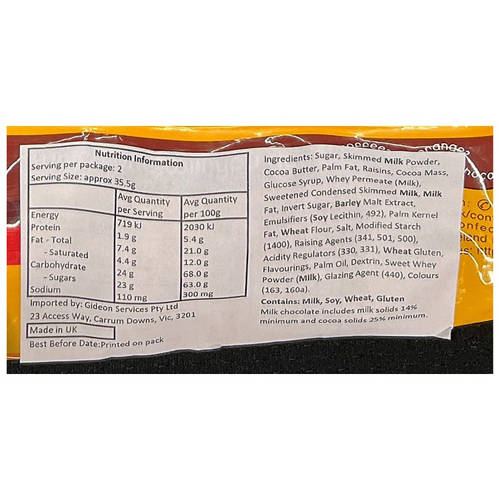 Nutrition Information
Serving per package: 2
Serving Size: approx 35.5g
Avg Quantity per Serving
Avg Quantity per 100g
Energy 719 kJ 2030 kJ
Protein 1.9 g 5.4 g
Fat - Total 7.4 g 21.0 g
- Saturated 4.4 g 12.0 g
Carbohydrate 24 g 68.0 g
- Sugars 23 g 63.0 g
Sodium 110 mg 300 mg
Imported by: Gideon Services Pty Ltd
23 Access Way, Carrum Downs, Vic, 3201
Made in UK
Best Before Date:Printed on pack
Ingredients: Sugar, Skimmed Milk Powder,
Cocoa Butter, Palm Fat, Raisins, Cocoa Mass,
Glucose Syrup, Whey Permeate (Milk),
Sweetened Condensed Skimmed Milk, Milk
Fat, Invert Sugar, Barley Malt Extract,
Emulsifiers (Soy Lecithin, 492), Palm Kernel
Fat, Wheat Flour, Salt, Modified Starch
(1400), Raising Agents (341, 501, 500),
Acidity Regulators (330, 331), Wheat Gluten,
Flavourings, Palm Oil, Dextrin, Sweet Whey
Powder (Milk), Glazing Agent (440), Colours
(163, 160a).
Contains: Milk, Soy, Wheat, Gluten
Milk chocolate includes milk solids 14%
minimum and cocoa solids 25% minimum.